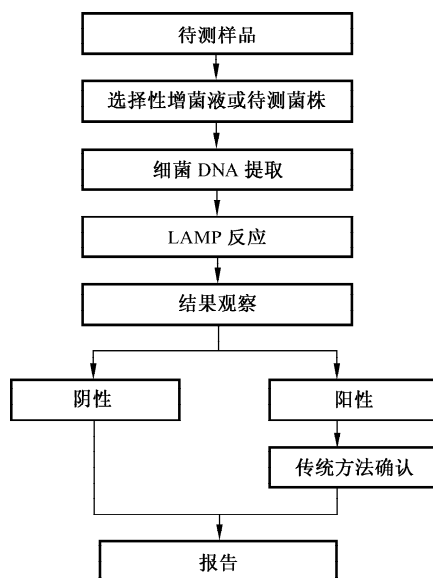 待测样品
选择性增菌液或待测菌株
细菌 DNA 提取
LAMP 反应
结果观察
阴性
阳性
传统方法确认
报告